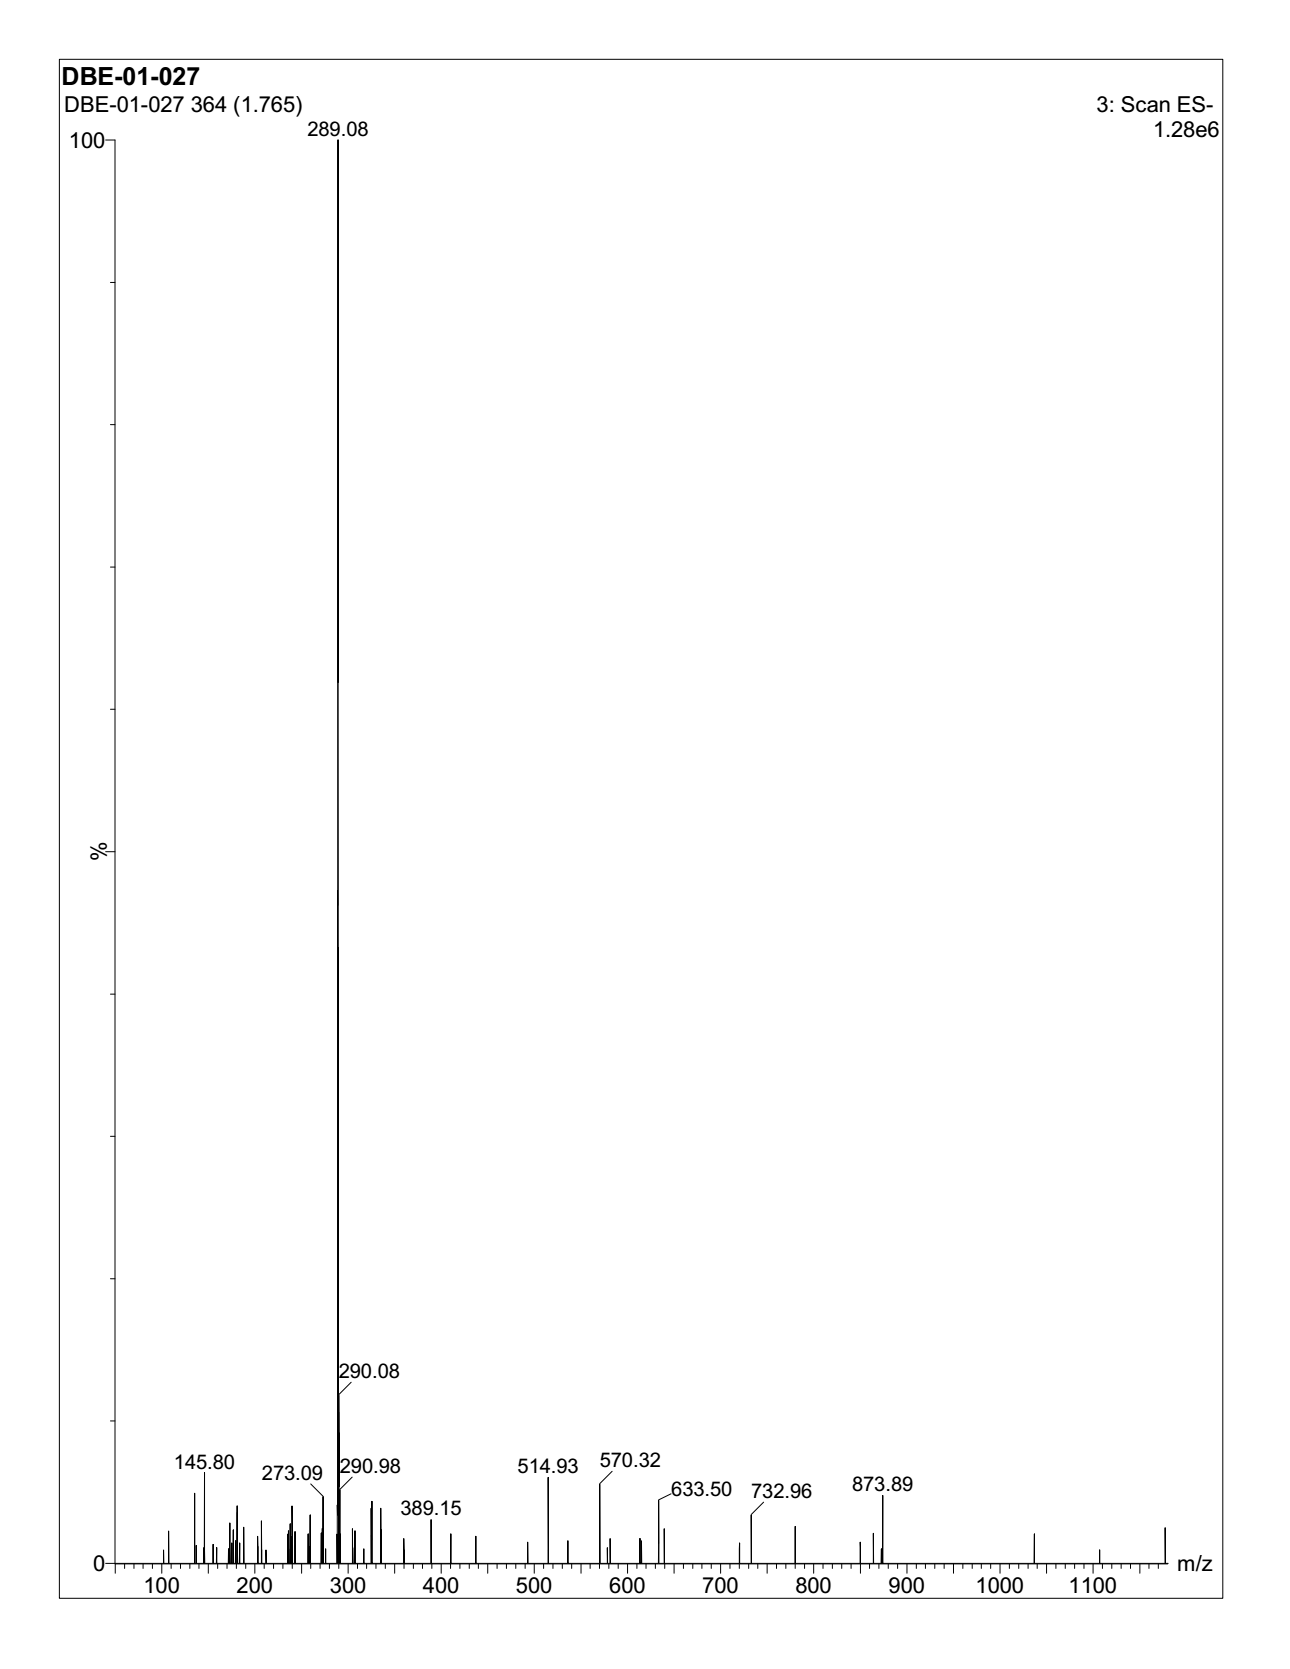 DBE-01-027
DBE-01-027 364 (1.765)
3: Scan ES-
1.28e6
289.08
100
%
290.08
145.80
273.09
290.98
389.15
514.93
570.32
633.50
732.96
873.89
0
m/z
100 200 300 400 500 600 700 800 900 1000 1100